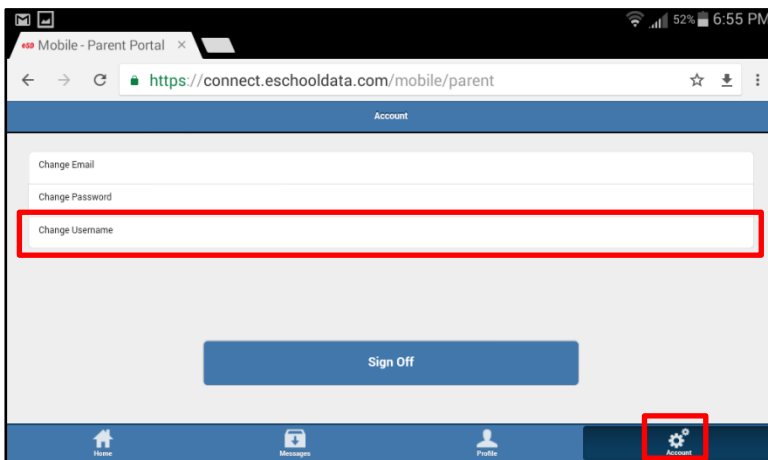 52% 6:55 PM
eSD Mobile - Parent Portal ×
https://connect.eschooldata.com/mobile/parent
Account
Change Email
Change Password
Change Username
Sign Off
Home Messages Profile Account